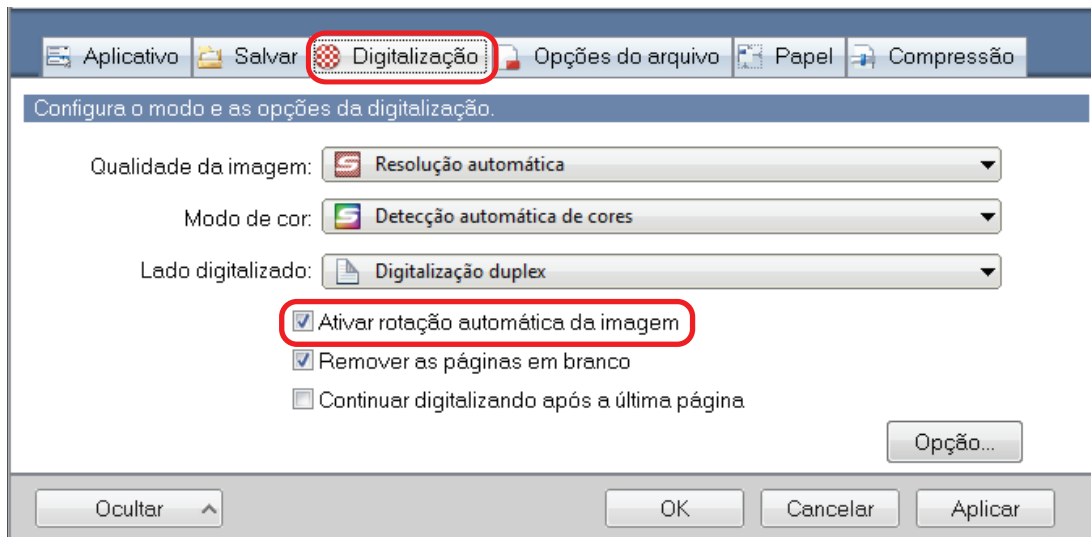 Aplicativo Salvar Digitalização Opções do arquivo Papel Compressão
Configura o modo e as opções da digitalização.
Qualidade da imagem: Resolução automática
Modo de cor: Detecção automática de cores
Lado digitalizado: Digitalização duplex
Ativar rotação automática da imagem
Remover as páginas em branco
Continuar digitalizando após a última página
Opção...
Ocultar OK Cancelar Aplicar